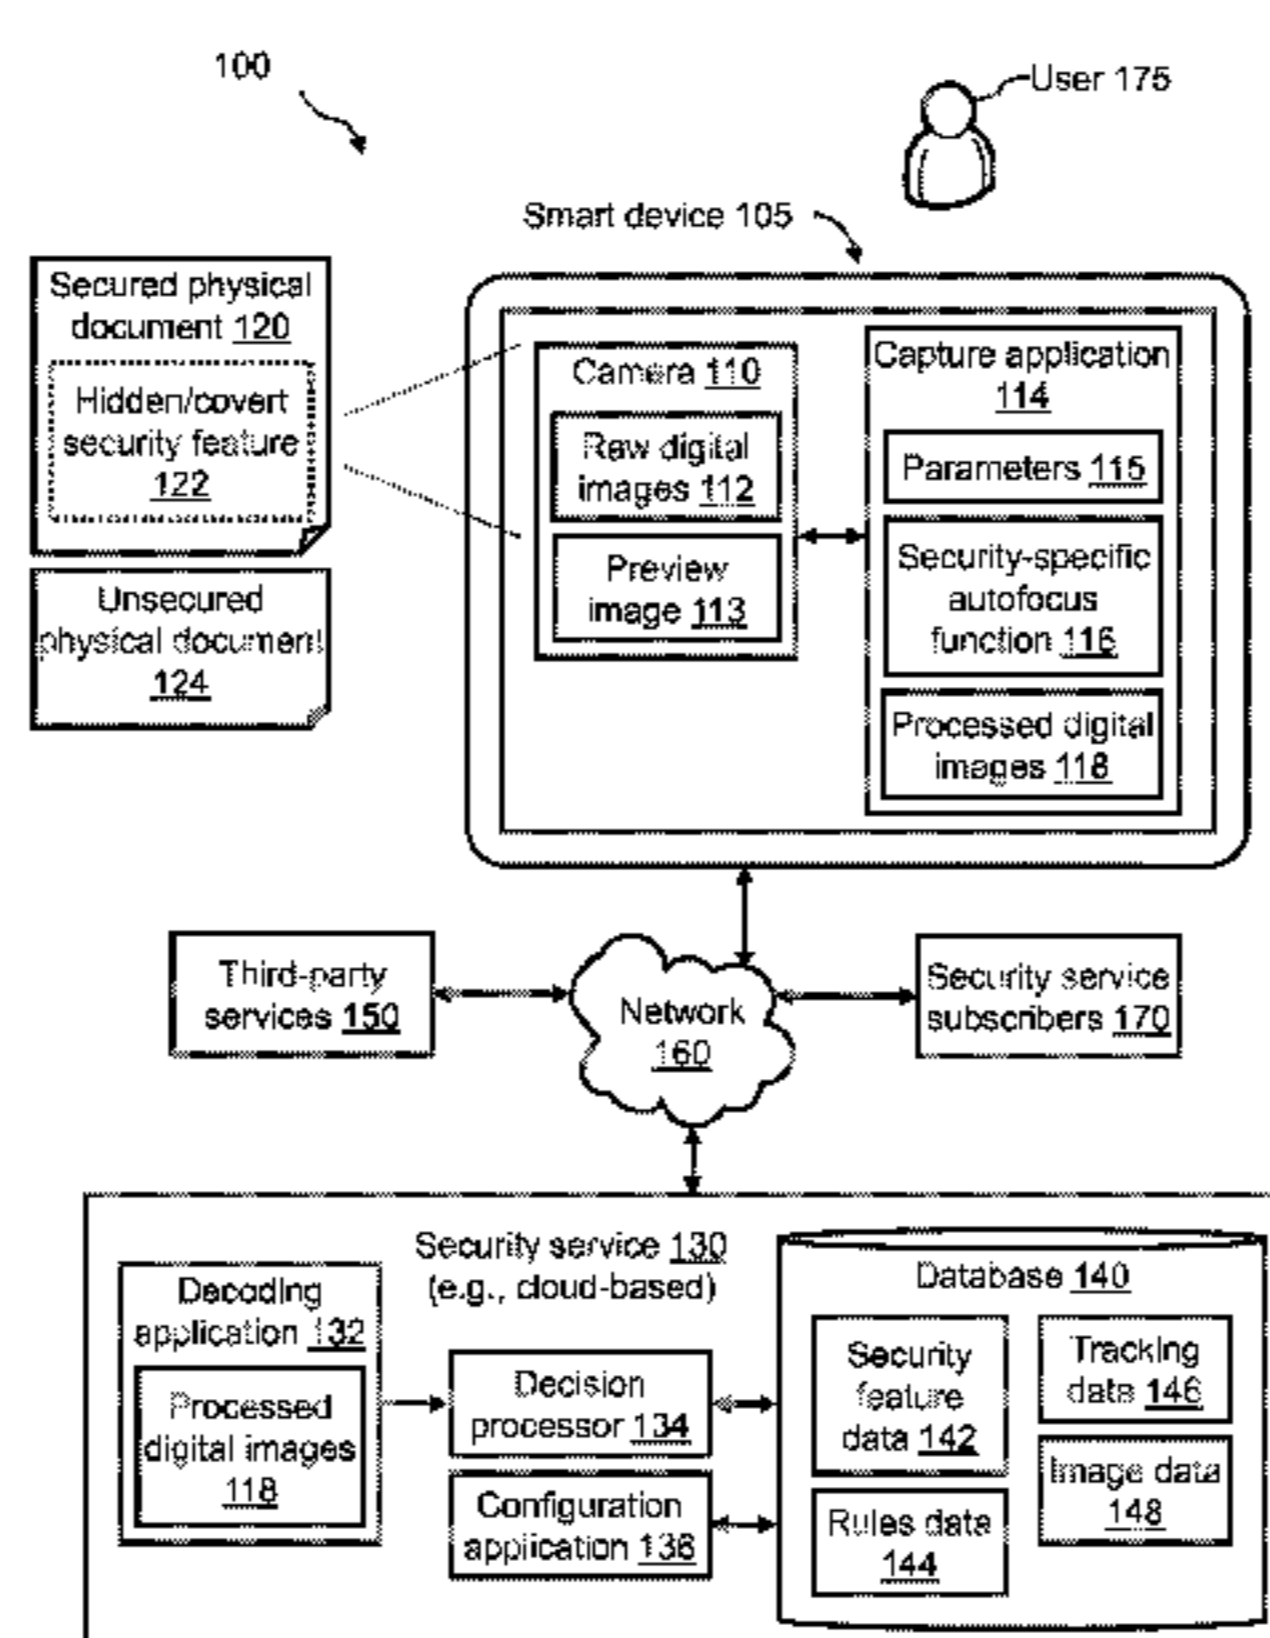 100
User 175
Smart device 105
Secured physical
document 120
Hidden/covert
security feature
122
Unsecured
physical document
124
Camera 110
Raw digital
images 112
Preview
image 113
Capture application
114
Parameters 115
Security-specific
autofocus
function 116
Processed digital
images 118
Third-party
services 150
Network
160
Security service
subscribers 170
Security service 130
(e.g., cloud-based)
Decoding
application 132
Processed
digital images
118
Decision
processor 134
Configuration
application 136
Database 140
Security
feature
data 142
Rules data
144
Tracking
data 146
Image data
148